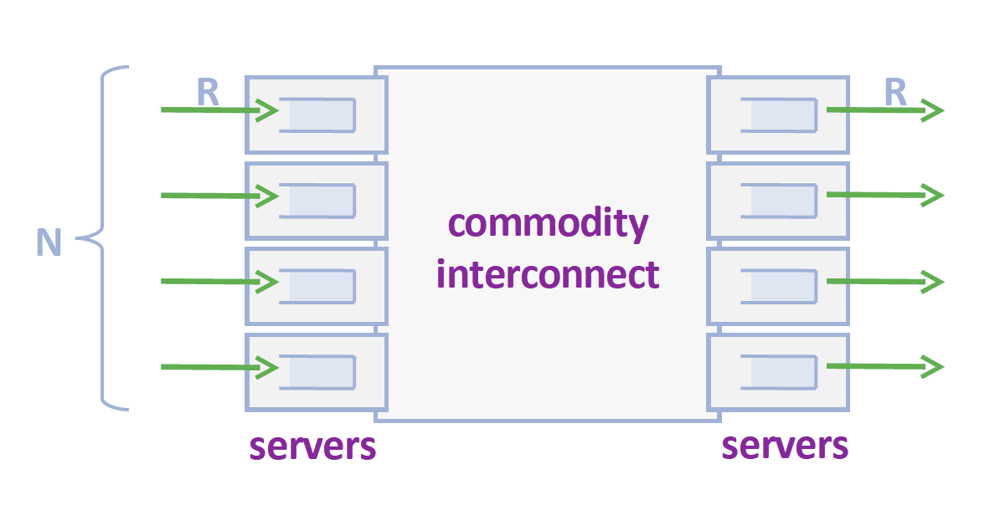 R
R
N
commodity
interconnect
servers
servers